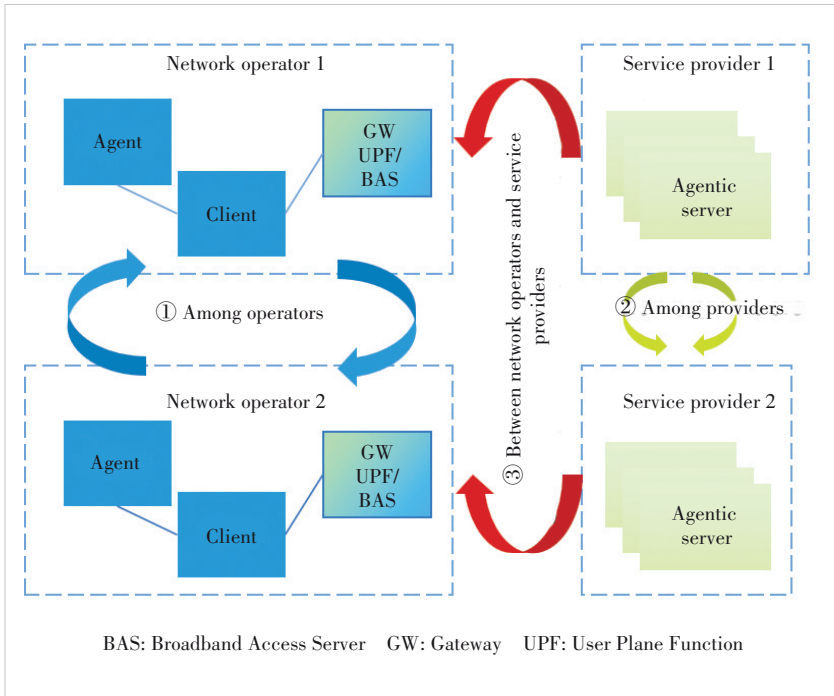 Network operator 1
Agent
Client
GW
UPF/
BAS
Service provider 1
Agentic
server
① Among operators
③ Between network operators and service
providers
② Among providers
Network operator 2
Agent
Client
GW
UPF/
BAS
Service provider 2
Agentic
server
BAS: Broadband Access Server GW: Gateway UPF: User Plane Function